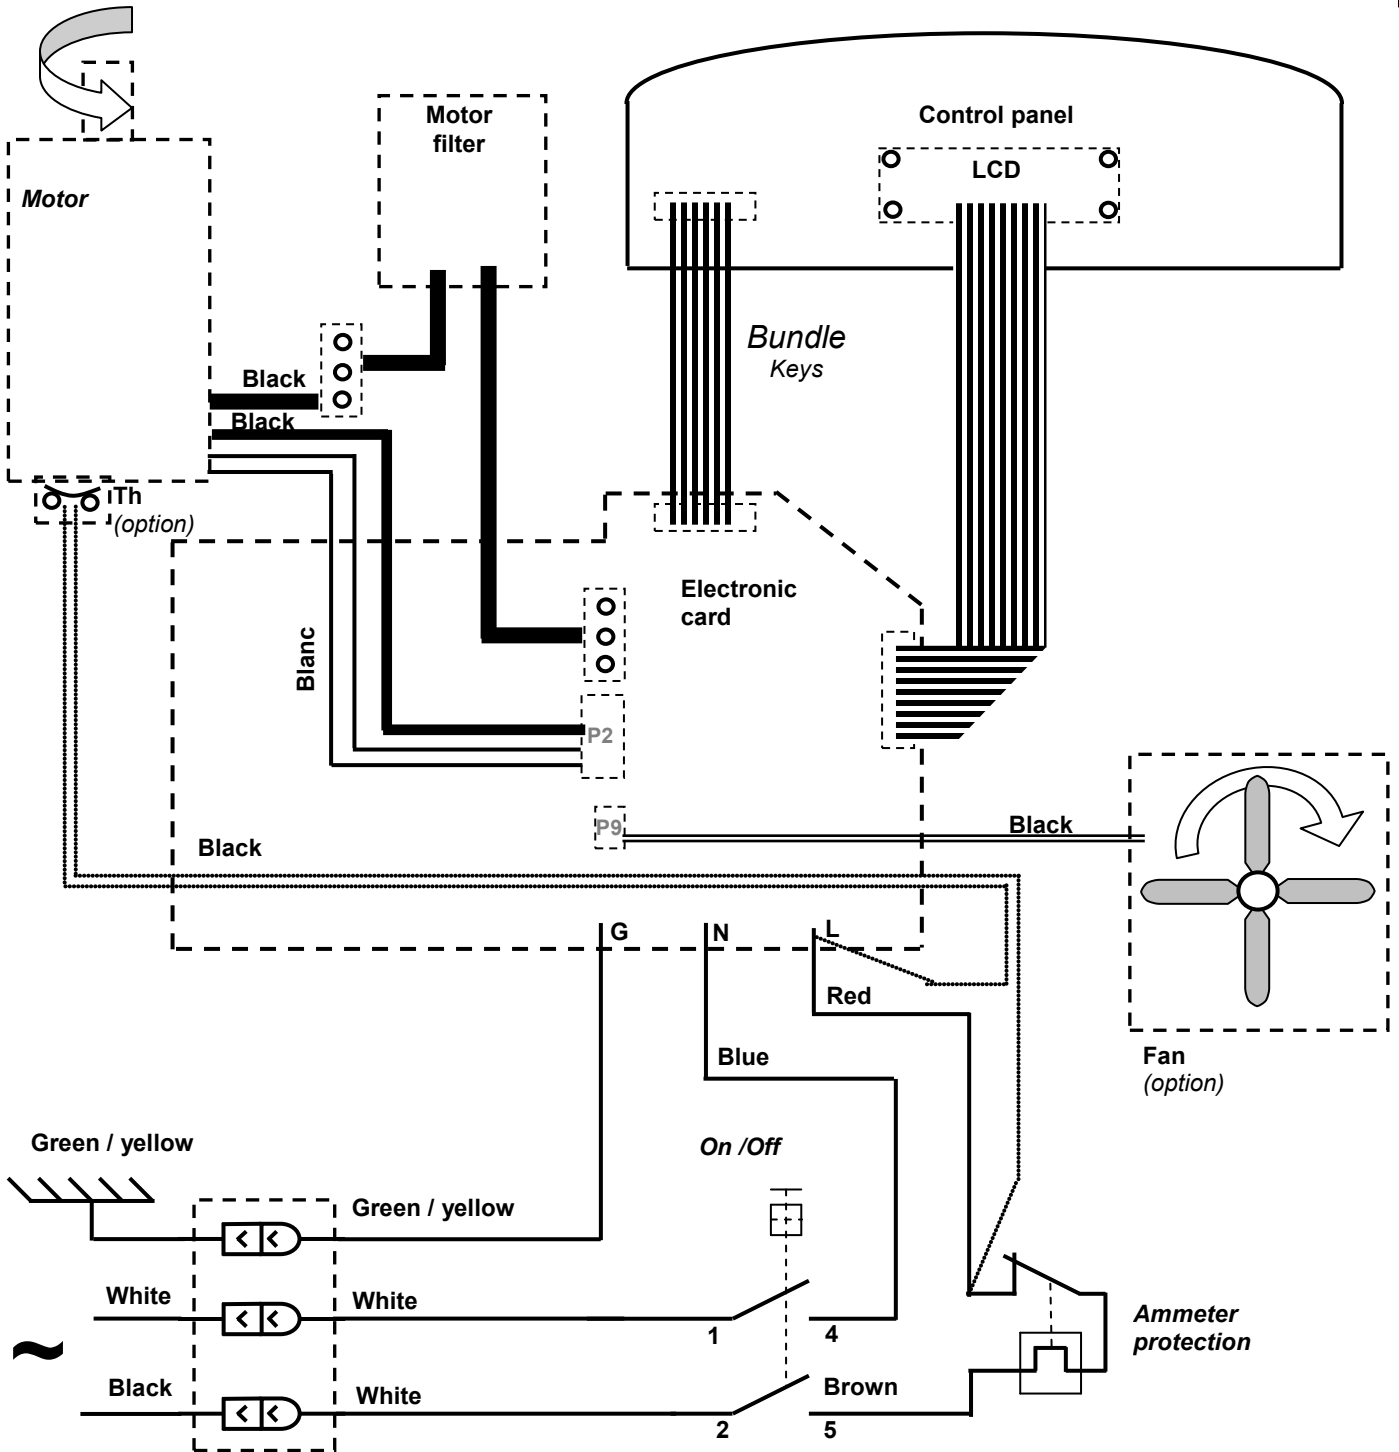 Motor
filter
Control panel
LCD
Motor
Bundle
Keys
Black
Black
Th
(option)
Electronic
card
Blanc
P2
P9
Black
Black
G
N
L
Red
Blue
Fan
(option)
Green / yellow
On /Off
Green / yellow
White
White
1
4
Ammeter
protection
Black
White
Brown
2
5
~